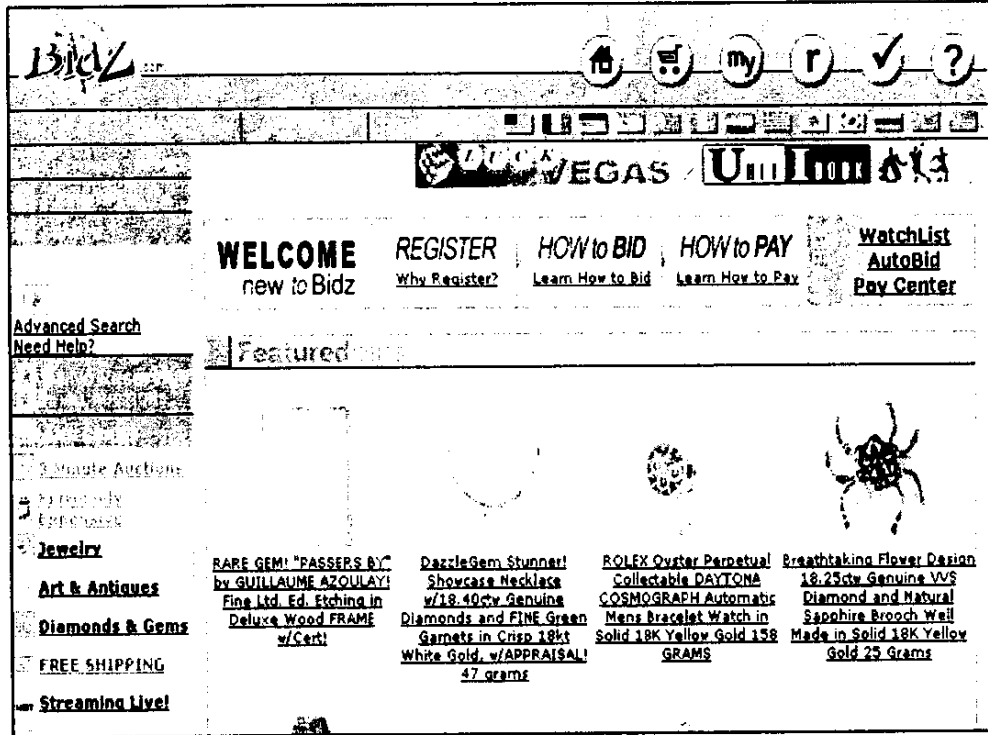 Bidz .com
my r ?
LUCK VEGAS
WELCOME
new to Bidz
REGISTER
Why Register?
HOW to BID
Learn How to Bid
HOW to PAY
Learn How to Pay
WatchList
AutoBid
Pay Center
Advanced Search
Need Help?
Featured
3 Minute Auctions
Jewelry
Art & Antiques
Diamonds & Gems
FREE SHIPPING
Streaming Live!
RARE GEM! "PASSERS BY"
by GUILLAUME AZOULAY!
Fine Ltd. Ed. Etching in
Deluxe Wood FRAME
w/Cert!
DazzleGem Stunner!
Showcase Necklace
w/18.40ctw Genuine
Diamonds and FINE Green
Garnets in Crisp 18kt
White Gold, w/APPRAISAL!
47 grams
ROLEX Oyster Perpetual
Collectable DAYTONA
COSMOGRAPH Automatic
Mens Bracelet Watch in
Solid 18K Yellow Gold 158
GRAMS
Breathtaking Flower Design
18.25ctw Genuine VVS
Diamond and Natural
Sapphire Brooch Well
Made in Solid 18K Yellow
Gold 25 Grams